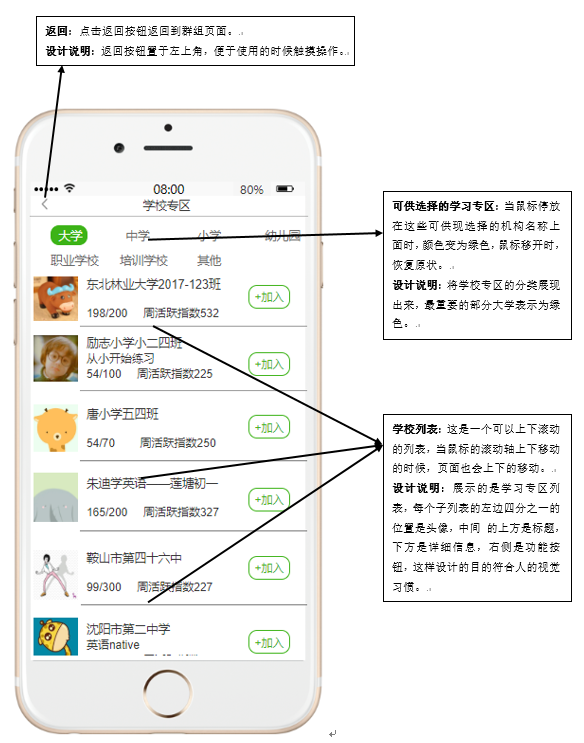 返回：点击返回按钮返回到群组页面。
设计说明：返回按钮置于左上角，便于使用的时候触摸操作。
08:00
80%
学校专区
大学 中学 小学 幼儿园
职业学校 培训学校 其他
东北林业大学2017-123班
198/200 周活跃指数532
+加入
励志小学小二四班
从小开始练习
54/100 周活跃指数225
+加入
唐小学五四班
54/70 周活跃指数250
+加入
朱迪学英语——莲塘初一
165/200 周活跃指数327
+加入
鞍山市第四十六中
99/300 周活跃指数227
+加入
沈阳市第二中学
英语native
+加入
可供选择的学习专区：当鼠标停放
在这些可供现选择的机构名称上
面时，颜色变为绿色，鼠标移开时，
恢复原状。
设计说明：将学校专区的分类展现
出来，最重要的部分大学表示为绿
色。
学校列表：这是一个可以上下滚动
的列表，当鼠标的滚动轴上下移动
的时候，页面也会上下的移动。
设计说明：展示的是学习专区列
表，每个子列表的左边四分之一的
位置是头像，中间 的上方是标题，
下方是详细信息，右侧是功能按
钮，这样设计的目的符合人的视觉
习惯。